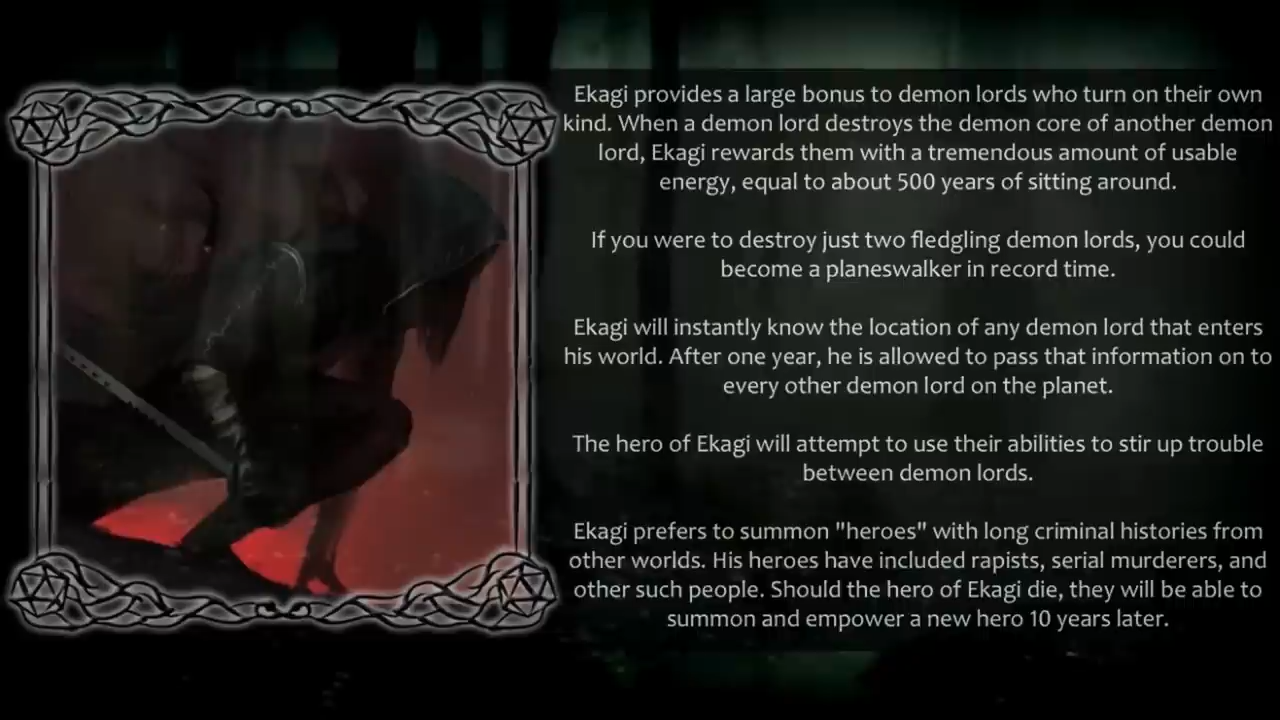 Ekagi provides a large bonus to demon lords who turn on their own
kind. When a demon lord destroys the demon core of another demon
lord, Ekagi rewards them with a tremendous amount of usable
energy, equal to about 500 years of sitting around.
If you were to destroy just two fledgling demon lords, you could
become a planeswalker in record time.
Ekagi will instantly know the location of any demon lord that enters
his world. After one year, he is allowed to pass that information on to
every other demon lord on the planet.
The hero of Ekagi will attempt to use their abilities to stir up trouble
between demon lords.
Ekagi prefers to summon "heroes" with long criminal histories from
other worlds. His heroes have included rapists, serial murderers, and
other such people. Should the hero of Ekagi die, they will be able to
summon and empower a new hero 10 years later.